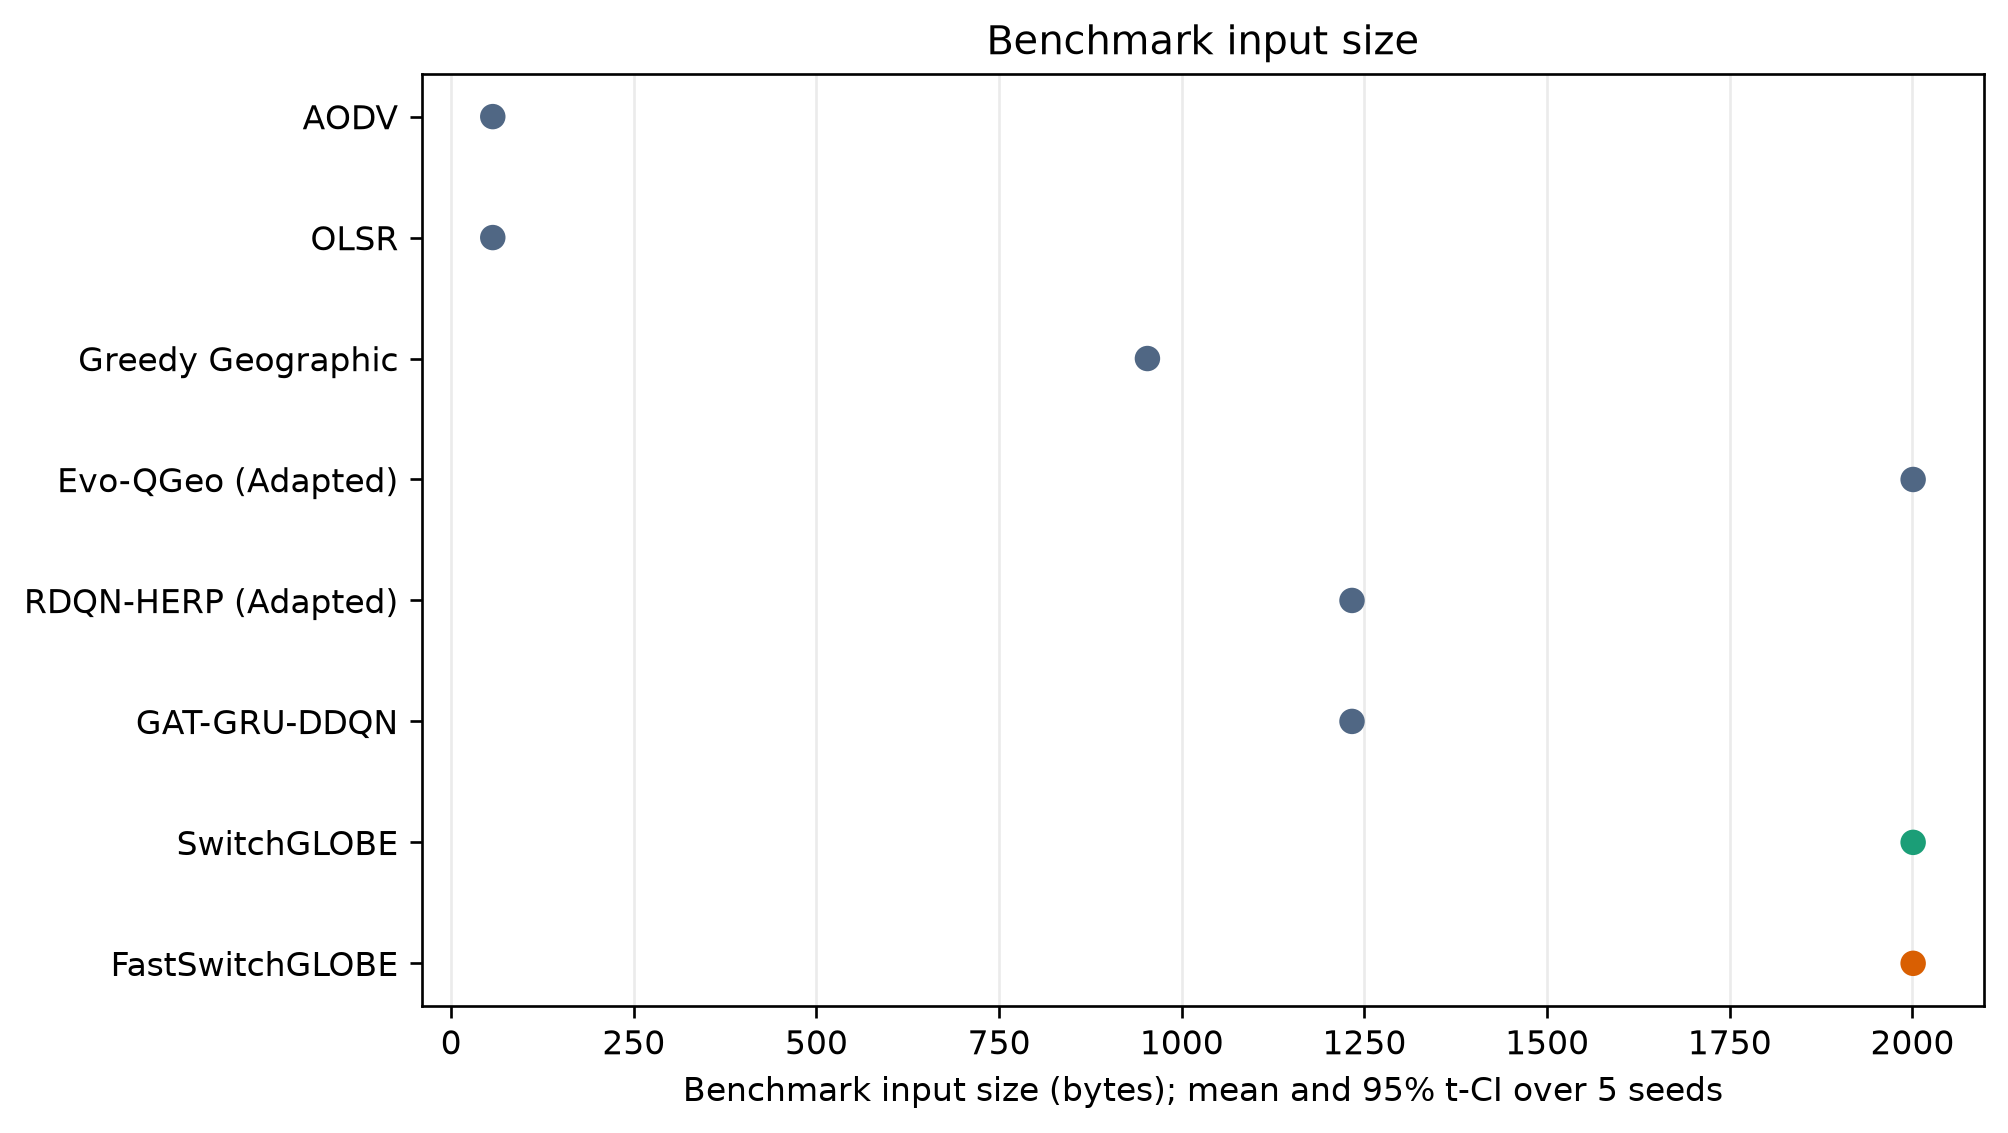 Benchmark input size
AODV
OLSR
Greedy Geographic
Evo-QGeo (Adapted)
RDQN-HERP (Adapted)
GAT-GRU-DDQN
SwitchGLOBE
FastSwitchGLOBE
0 250 500 750 1000 1250 1500 1750 2000
Benchmark input size (bytes); mean and 95% t-CI over 5 seeds